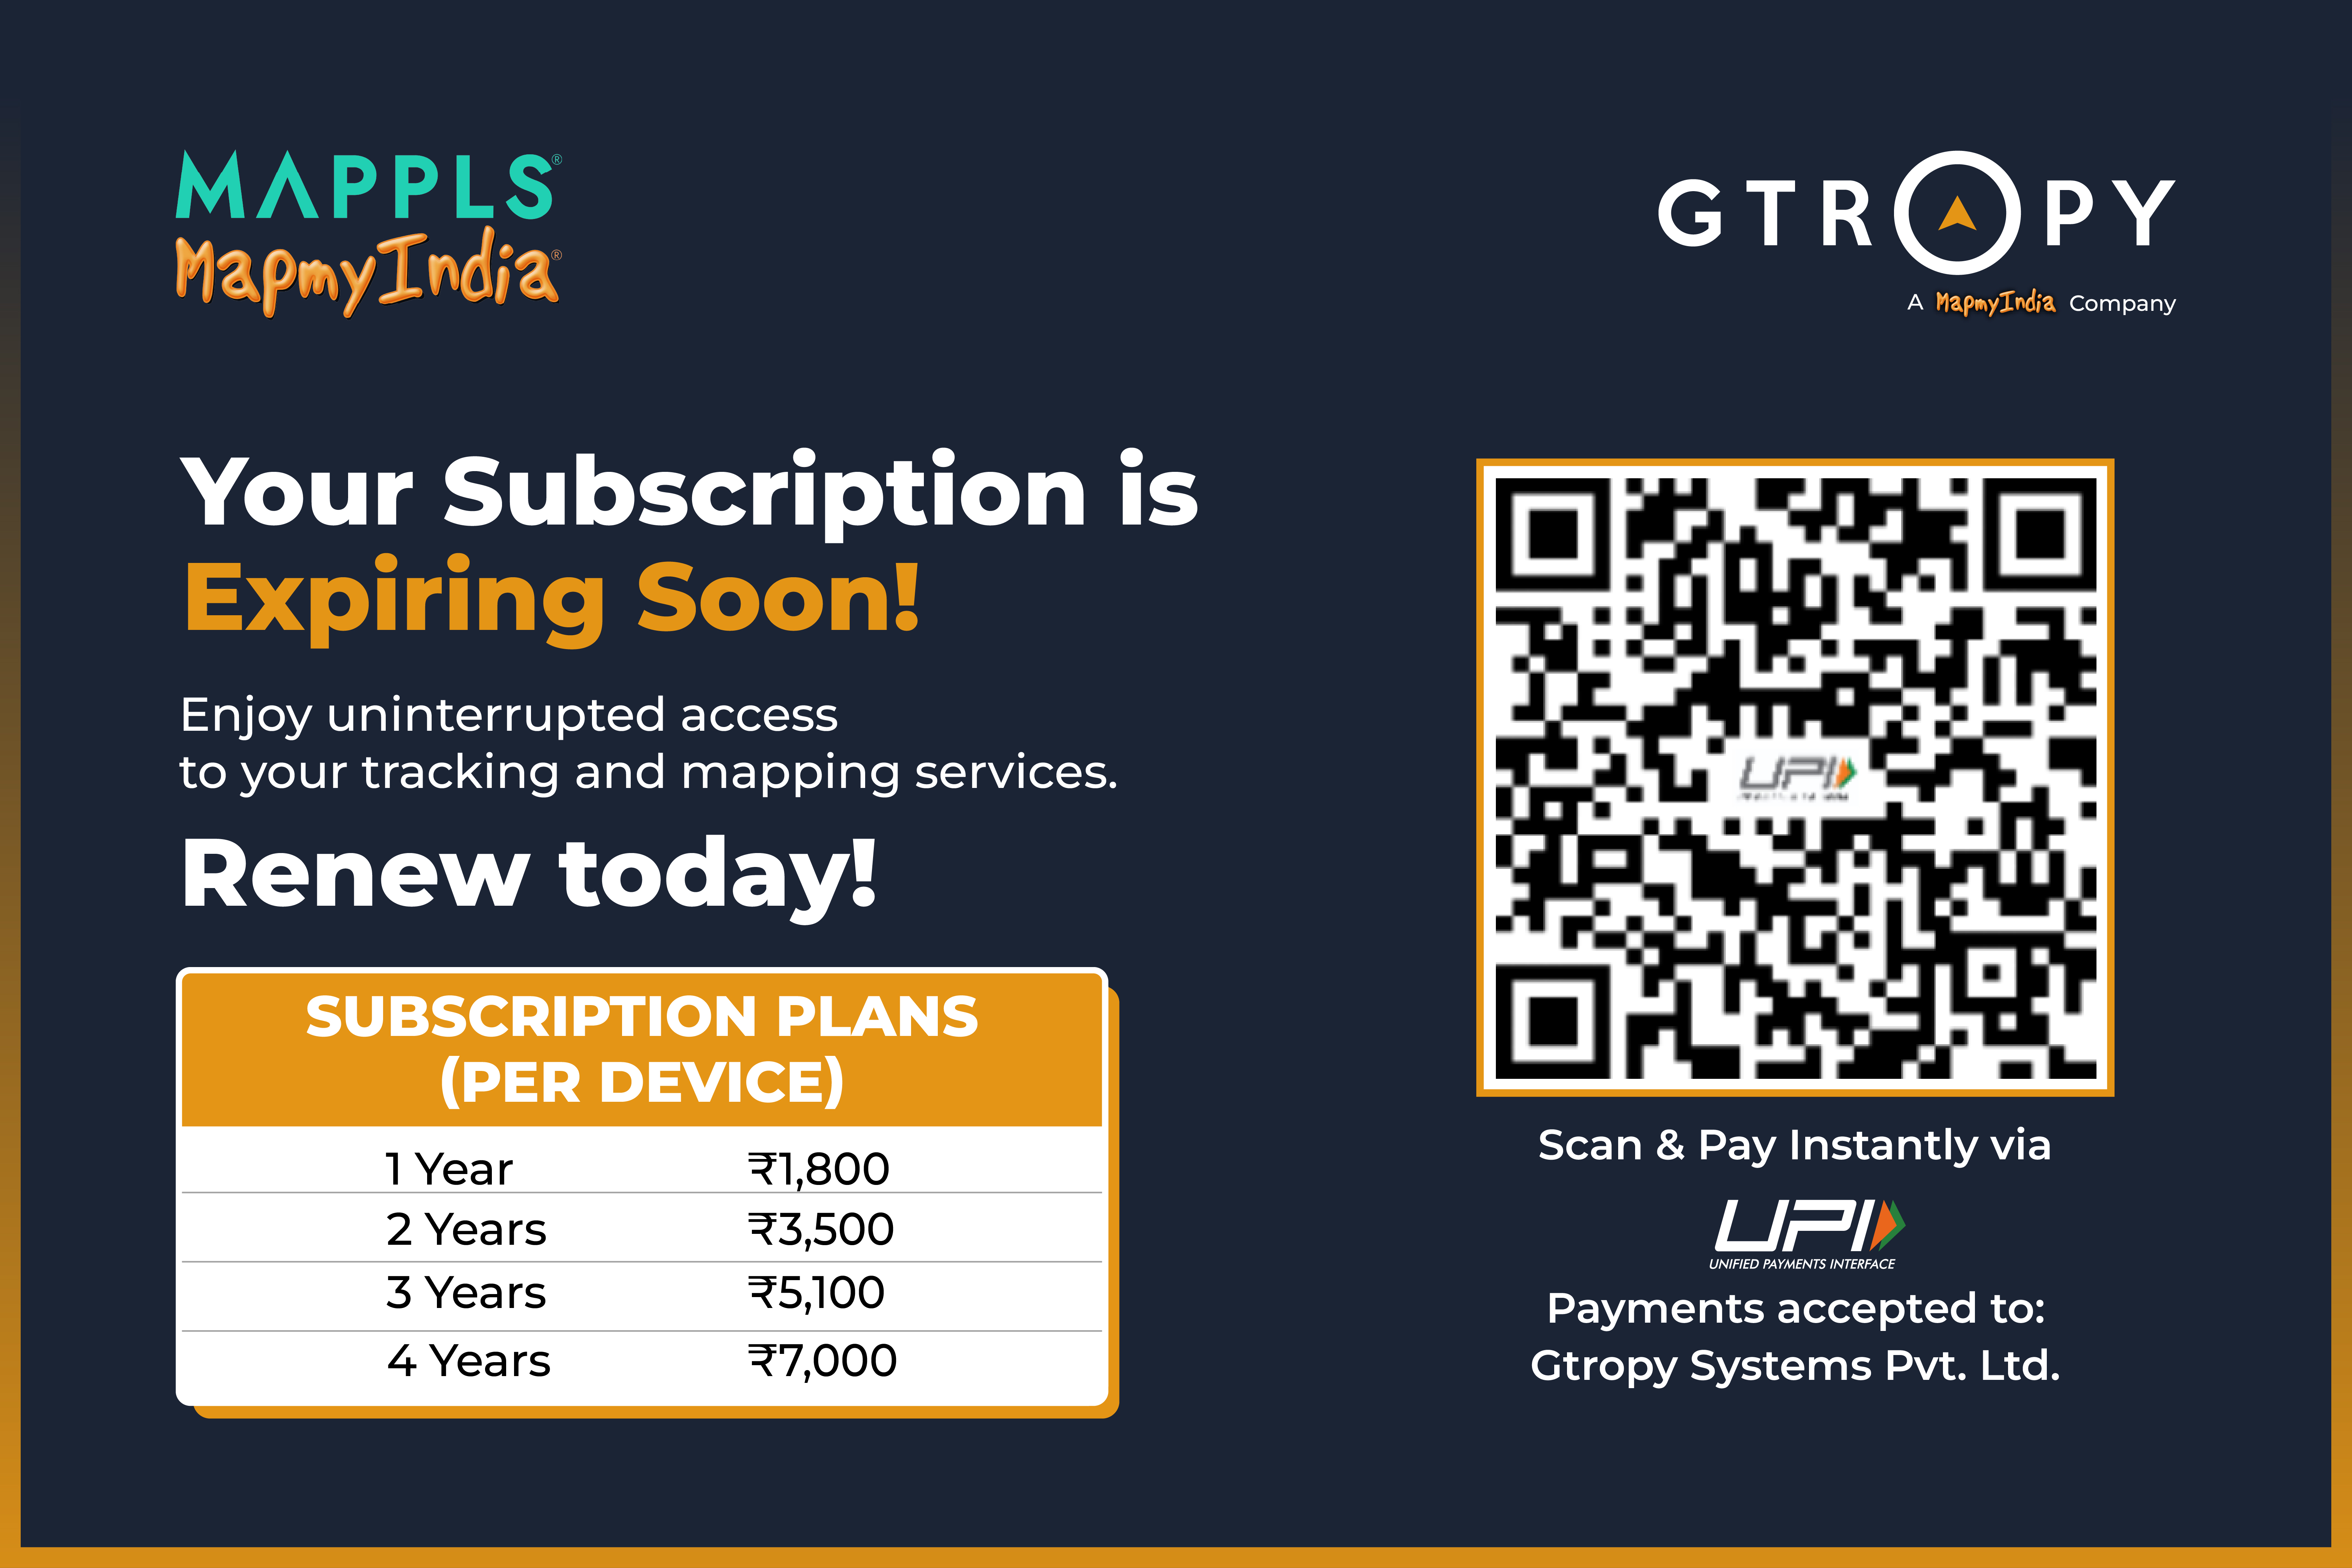 MAPPLS®
MapmyIndia®
GTROPY
A MapmyIndia Company
Your Subscription is
Expiring Soon!
Enjoy uninterrupted access
to your tracking and mapping services.
Renew today!
SUBSCRIPTION PLANS
(PER DEVICE)
1 Year ₹1,800
2 Years ₹3,500
3 Years ₹5,100
4 Years ₹7,000
UPI
Scan & Pay Instantly via
UPI
UNIFIED PAYMENTS INTERFACE
Payments accepted to:
Gtropy Systems Pvt. Ltd.